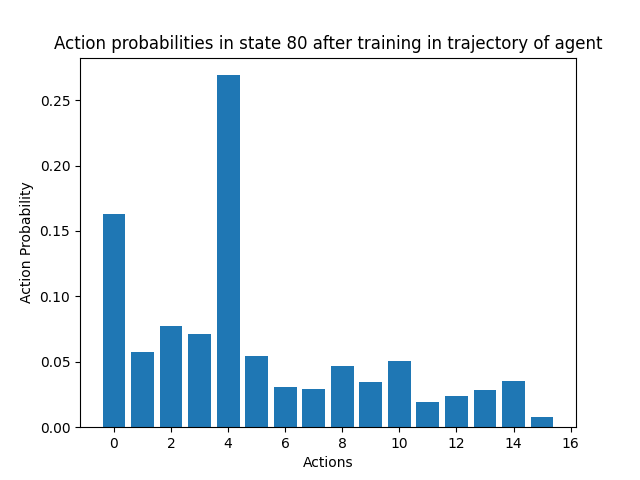 Action probabilities in state 80 after training in trajectory of agent
0.25
0.20
0.15
0.10
0.05
0.00
Action Probability
0 2 4 6 8 10 12 14 16
Actions